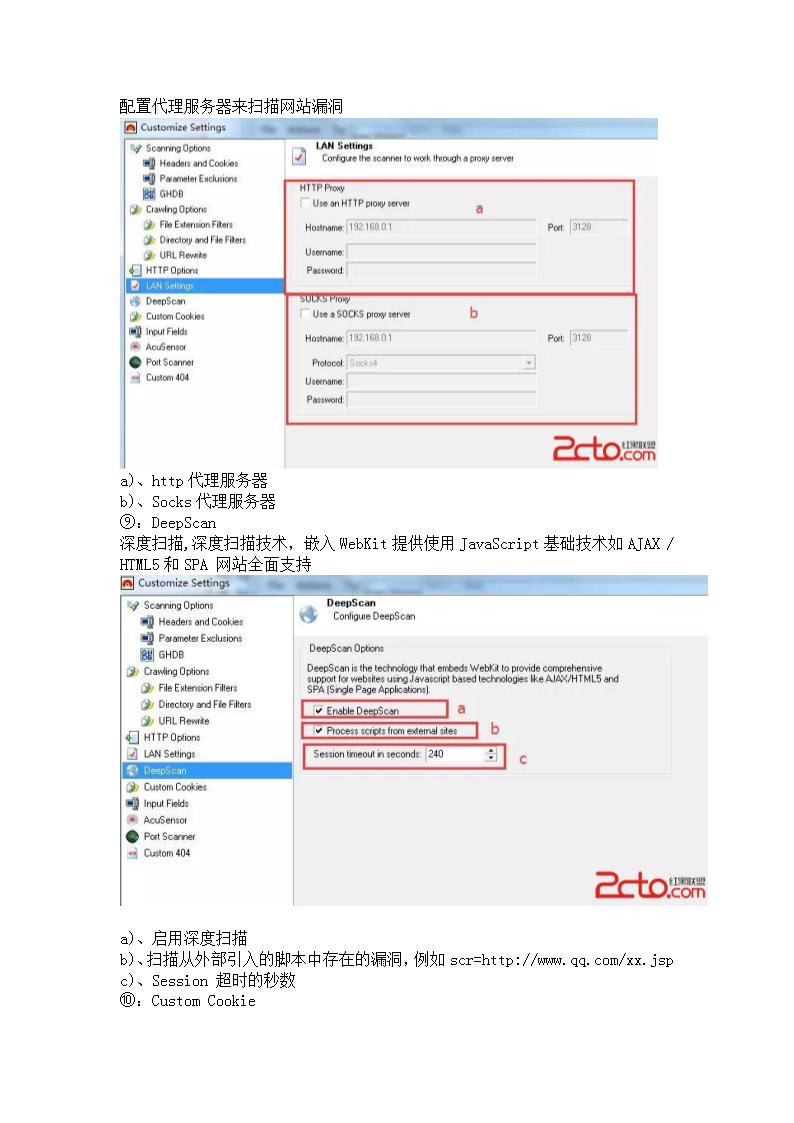 配置代理服务器来扫描网站漏洞
Customize Settings
Scanning Options
Headers and Cookies
Parameter Exclusions
GHDB
Crawling Options
File Extension Filters
Directory and File Filters
URL Rewrite
HTTP Options
LAN Settings
DeepScan
Custom Cookies
Input Fields
AcuSensor
Port Scanner
Custom 404
LAN Settings
Configure the scanner to work through a proxy server
HTTP Proxy
Use an HTTP proxy server
a
Hostname: 192.168.0.1 Port: 3128
Username:
Password:
SOCKS Proxy
Use a SOCKS proxy server
b
Hostname: 192.168.0.1 Port: 3128
Protocol: Socks4
Username:
Password:
2cto.com
红黑联盟
a)、http 代理服务器
b)、Socks 代理服务器
⑨: DeepScan
深度扫描,深度扫描技术，嵌入 WebKit 提供使用 JavaScript 基础技术如 AJAX /
HTML5 和 SPA 网站全面支持
Customize Settings
Scanning Options
Headers and Cookies
Parameter Exclusions
GHDB
Crawling Options
File Extension Filters
Directory and File Filters
URL Rewrite
HTTP Options
LAN Settings
DeepScan
Custom Cookies
Input Fields
AcuSensor
Port Scanner
Custom 404
DeepScan
Configure DeepScan
DeepScan Options
DeepScan is the technology that embeds WebKit to provide comprehensive
support for websites using Javascript based technologies like AJAX/HTML5 and
SPA (Single Page Applications).
Enable DeepScan a
Process scripts from external sites b
Session timeout in seconds: 240 c
2cto.com
红黑联盟
a)、启用深度扫描
b)、扫描从外部引入的脚本中存在的漏洞，例如 scr=http://www.qq.com/xx.jsp
c)、Session 超时的秒数
⑩: Custom Cookie